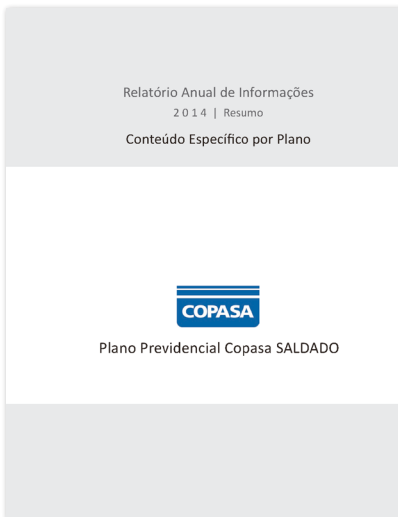 Relatório Anual de Informações
2014 | Resumo
Conteúdo Específico por Plano
COPASA
Plano Previdencial Copasa SALDADO